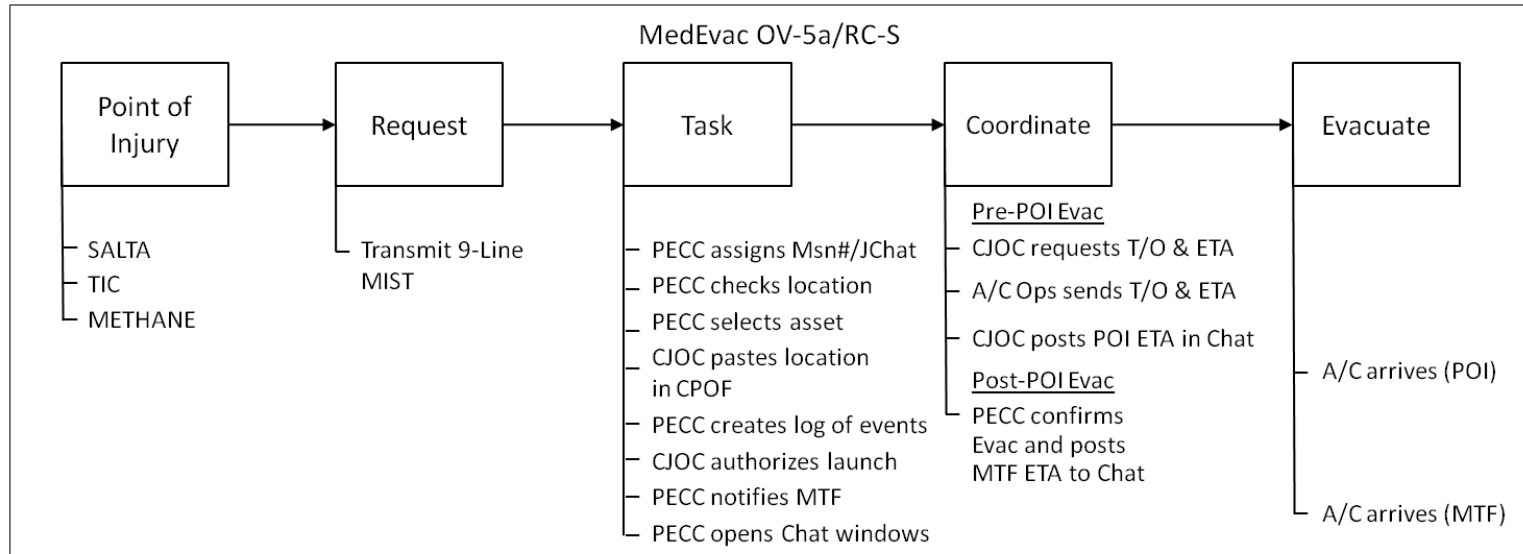 MedEvac OV-5a/RC-S
Point of
Injury
SALTA
TIC
METHANE
Request
Transmit 9-Line
MIST
Task
PECC assigns Msn#/JChat
PECC checks location
PECC selects asset
CJOC pastes location
in CPOF
PECC creates log of events
CJOC authorizes launch
PECC notifies MTF
PECC opens Chat windows
Coordinate
Pre-POI Evac
CJOC requests T/O & ETA
A/C Ops sends T/O & ETA
CJOC posts POI ETA in Chat
Post-POI Evac
PECC confirms
Evac and posts
MTF ETA to Chat
Evacuate
A/C arrives (POI)
A/C arrives (MTF)